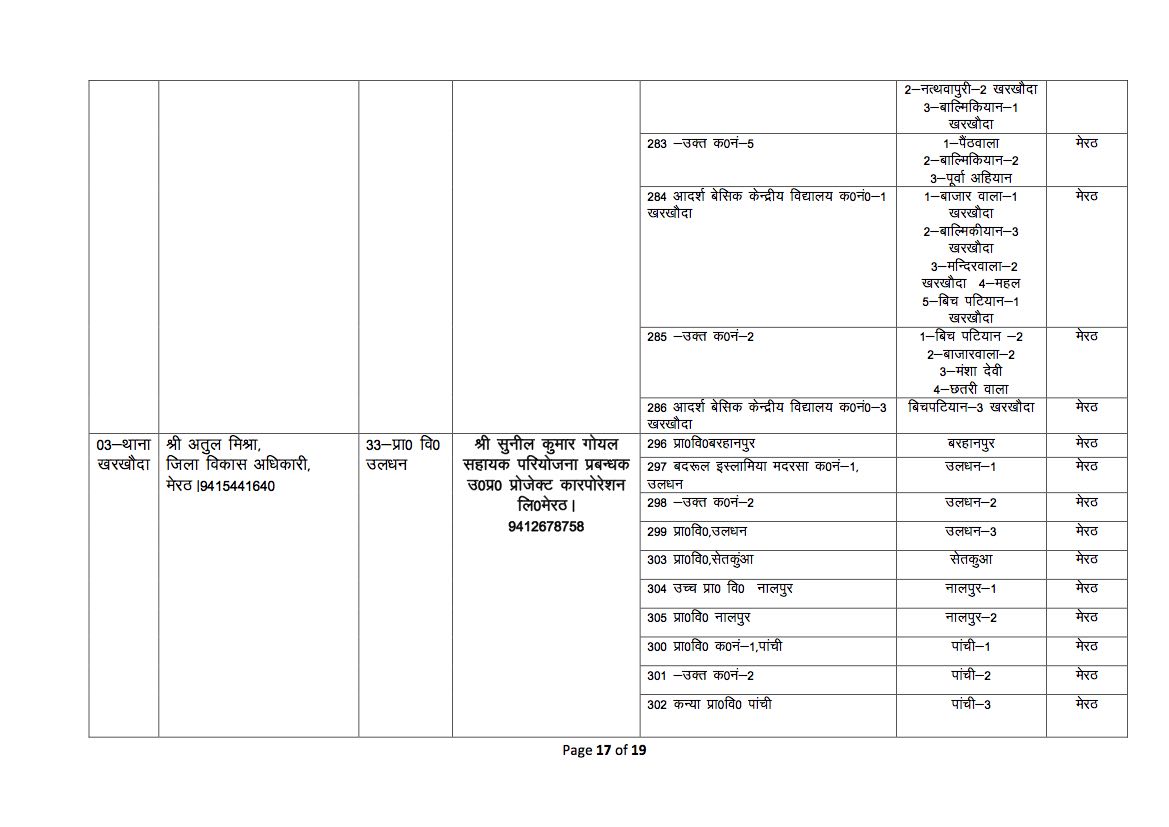 2–नत्थवापुरी–2 खरखौदा
3–बाल्मिकियान–1
खरखौदा
283 –उक्त क0नं–5
1–पैंठवाला
2–बाल्मिकियान–2
3–पूर्वा अहियान
मेरठ
284 आदर्श बेसिक केन्द्रीय विद्यालय क0नं0–1
खरखौदा
1–बाजार वाला–1
खरखौदा
2–बाल्मिकीयान–3
खरखौदा
3–मन्दिरवाला–2
खरखौदा 4–महल
5–बिच पटियान–1
खरखौदा
मेरठ
285 –उक्त क0नं–2
1–बिच पटियान –2
2–बाजारवाला–2
3–मंशा देवी
4–छतरी वाला
मेरठ
286 आदर्श बेसिक केन्द्रीय विद्यालय क0नं0–3
खरखौदा
बिचपटियान–3 खरखौदा
मेरठ
03–थाना
खरखौदा
श्री अतुल मिश्रा,
जिला विकास अधिकारी,
मेरठ।9415441640
33–प्रा0 वि0
उलधन
श्री सुनील कुमार गोयल
सहायक परियोजना प्रबन्धक
उ0प्र0 प्रोजेक्ट कारपोरेशन
लि0मेरठ।
9412678758
296 प्रा0वि0बरहानपुर
बरहानपुर
मेरठ
297 बदरूल इस्लामिया मदरसा क0नं–1,
उलधन
उलधन–1
मेरठ
298 –उक्त क0नं–2
उलधन–2
मेरठ
299 प्रा0वि0,उलधन
उलधन–3
मेरठ
303 प्रा0वि0,सेतकुंआ
सेतकुआ
मेरठ
304 उच्च प्रा0 वि0 नालपुर
नालपुर–1
मेरठ
305 प्रा0वि0 नालपुर
नालपुर–2
मेरठ
300 प्रा0वि0 क0नं–1,पांची
पांची–1
मेरठ
301 –उक्त क0नं–2
पांची–2
मेरठ
302 कन्या प्रा0वि0 पांची
पांची–3
मेरठ
Page 17 of 19